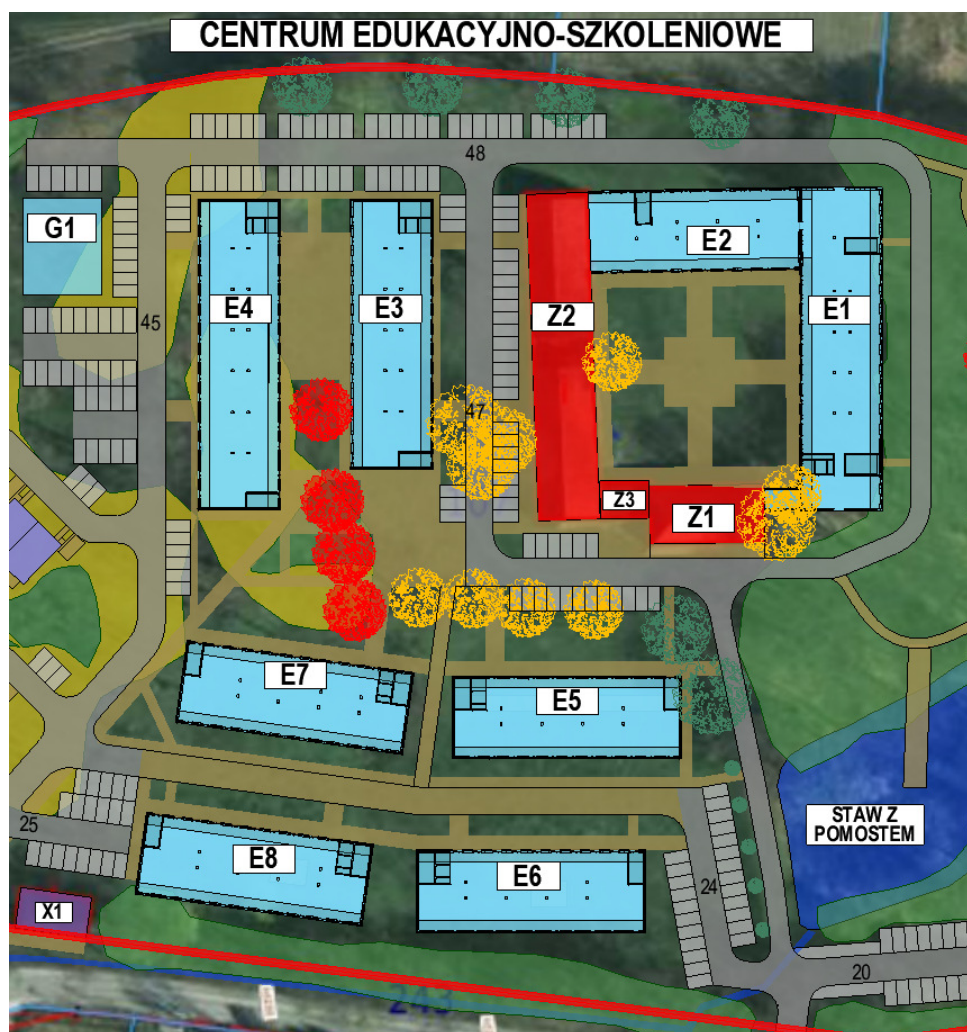 CENTRUM EDUKACYJNO-SZKOLENIOWE
48
G1
E2
E4
E3
Z2
E1
45
47
Z3
Z1
E7
E5
STAW Z
POMOSTEM
25
E8
E6
24
X1
20
243